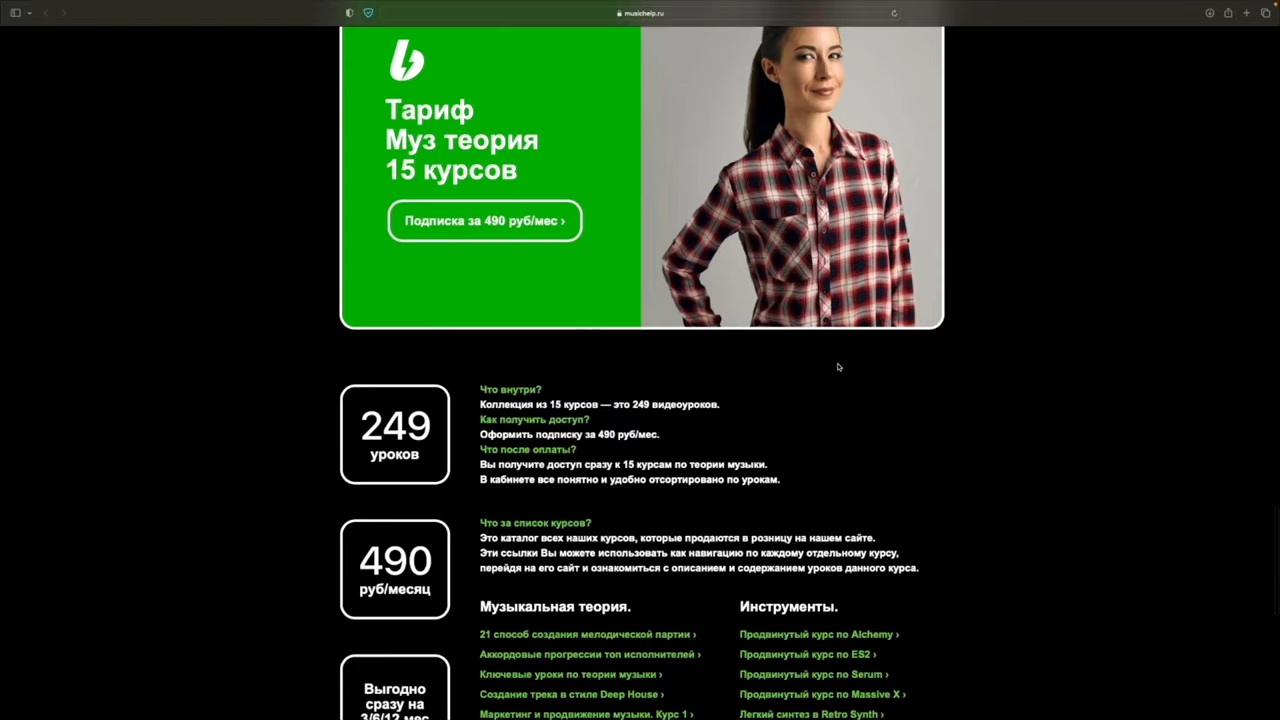 musichelp.ru
Тариф
Муз теория
15 курсов
Подписка за 490 руб/мес ›
249
уроков
Что внутри?
Коллекция из 15 курсов — это 249 видеоуроков.
Как получить доступ?
Оформить подписку за 490 руб/мес.
Что после оплаты?
Вы получите доступ сразу к 15 курсам по теории музыки.
В кабинете все понятно и удобно отсортировано по урокам.
490
руб/месяц
Что за список курсов?
Это каталог всех наших курсов, которые продаются в розницу на нашем сайте.
Эти ссылки Вы можете использовать как навигацию по каждому отдельному курсу,
перейдя на его сайт и ознакомиться с описанием и содержанием уроков данного курса.
Музыкальная теория.
21 способ создания мелодической партии ›
Аккордовые прогрессии топ исполнителей ›
Ключевые уроки по теории музыки ›
Создание трека в стиле Deep House ›
Маркетинг и продвижение музыки. Курс 1 ›
Инструменты.
Продвинутый курс по Alchemy ›
Продвинутый курс по ES2 ›
Продвинутый курс по Serum ›
Продвинутый курс по Massive X ›
Легкий синтез в Retro Synth ›
Выгодно
сразу на
3/6/12 мес